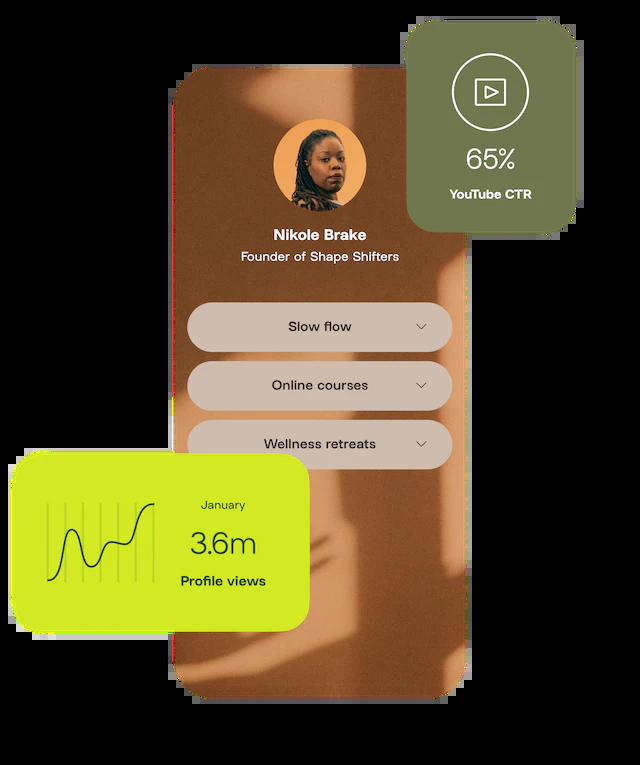 65%
YouTube CTR
Nikole Brake
Founder of Shape Shifters
Slow flow
Online courses
Wellness retreats
January
3.6m
Profile views